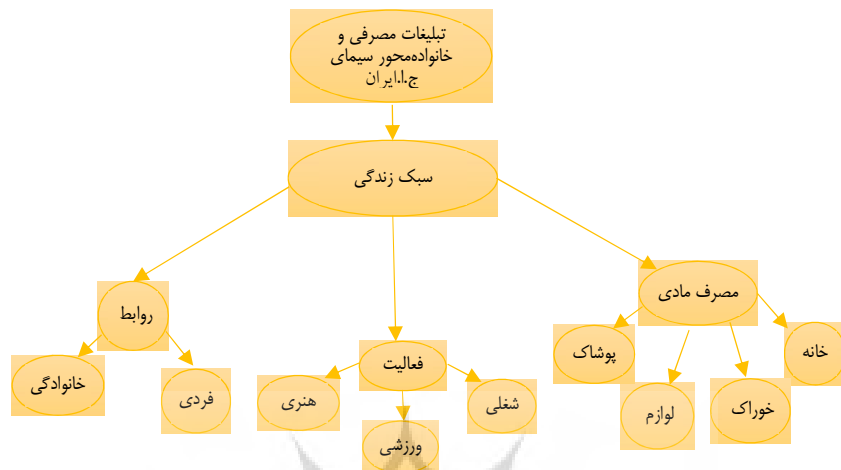 تبلیغات مصرفی و
خانواده‌محور سیمای
ج.ا.ایران
سبک زندگی
مصرف مادی
روابط
فعالیت
خانه
پوشاک
خانوادگی
فردی
شغلی
هنری
خوراک
لوازم
ورزشی